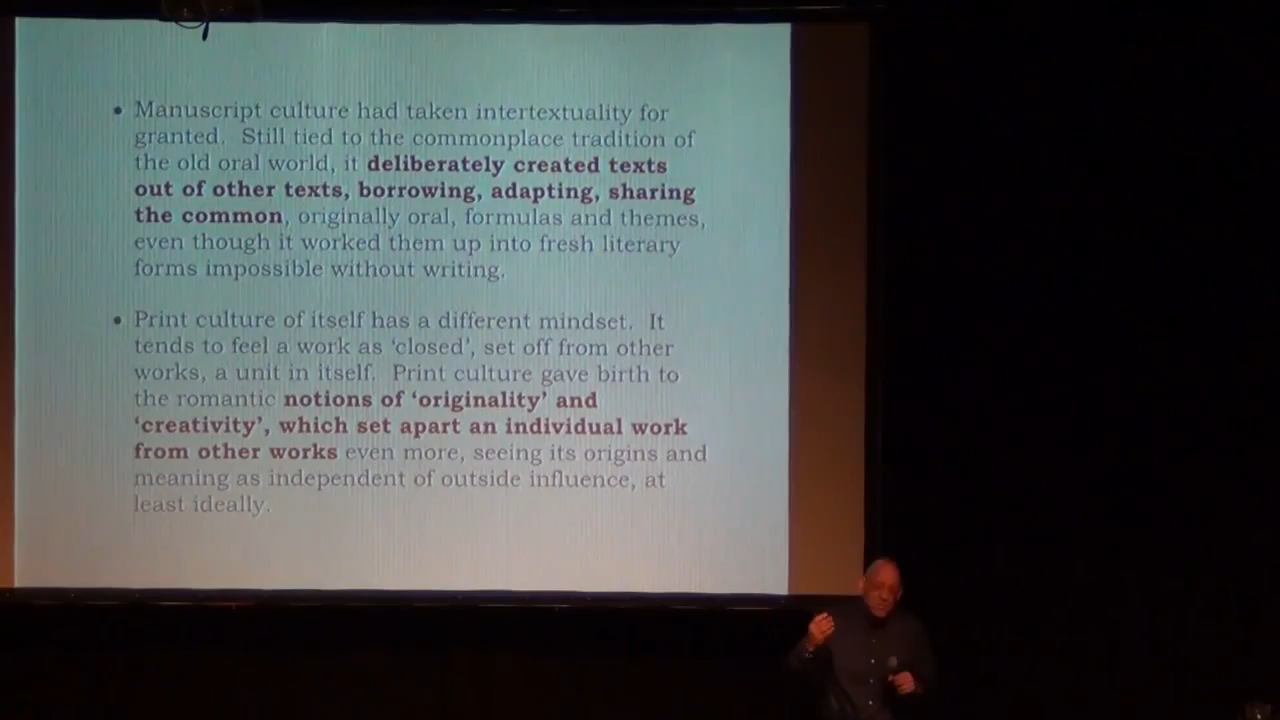 • Manuscript culture had taken intertextuality for
granted.  Still tied to the commonplace tradition of
the old oral world, it deliberately created texts
out of other texts, borrowing, adapting, sharing
the common, originally oral, formulas and themes,
even though it worked them up into fresh literary
forms impossible without writing.
• Print culture of itself has a different mindset.  It
tends to feel a work as ‘closed’, set off from other
works, a unit in itself.  Print culture gave birth to
the romantic notions of ‘originality’ and
‘creativity’, which set apart an individual work
from other works even more, seeing its origins and
meaning as independent of outside influence, at
least ideally.